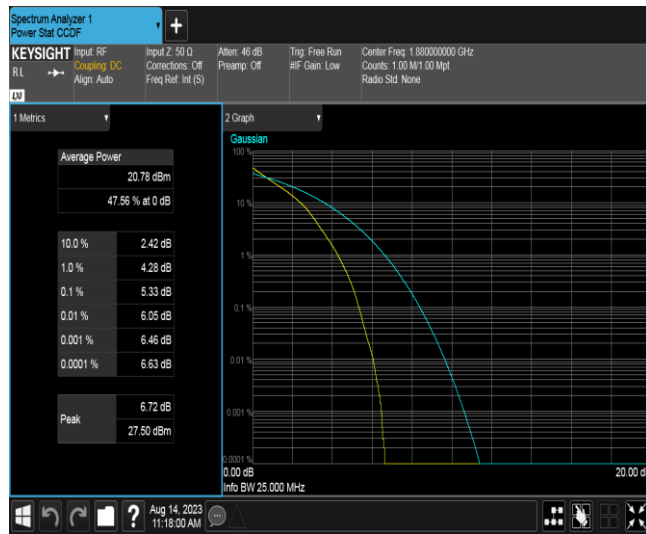 Spectrum Analyzer 1
Power Stat CCDF
+
KEYSIGHT
RL
LXI
Input: RF
Coupling: DC
Align: Auto
Input Z: 50 Ω
Corrections: Off
Freq Ref: Int (S)
Atten: 46 dB
Preamp: Off
Trig: Free Run
#IF Gain: Low
Center Freq: 1.880000000 GHz
Counts: 1.00 M/1.00 Mpt
Radio Std: None
1 Metrics
Average Power
20.78 dBm
47.56 % at 0 dB
10.0 % 2.42 dB
1.0 % 4.28 dB
0.1 % 5.33 dB
0.01 % 6.05 dB
0.001 % 6.46 dB
0.0001 % 6.63 dB
Peak
6.72 dB
27.50 dBm
2 Graph
Gaussian
100 %
10 %
1 %
0.1 %
0.01 %
0.001 %
0.0001 %
0.00 dB
20.00 d
Info BW 25.000 MHz
?
Aug 14, 2023
11:18:00 AM